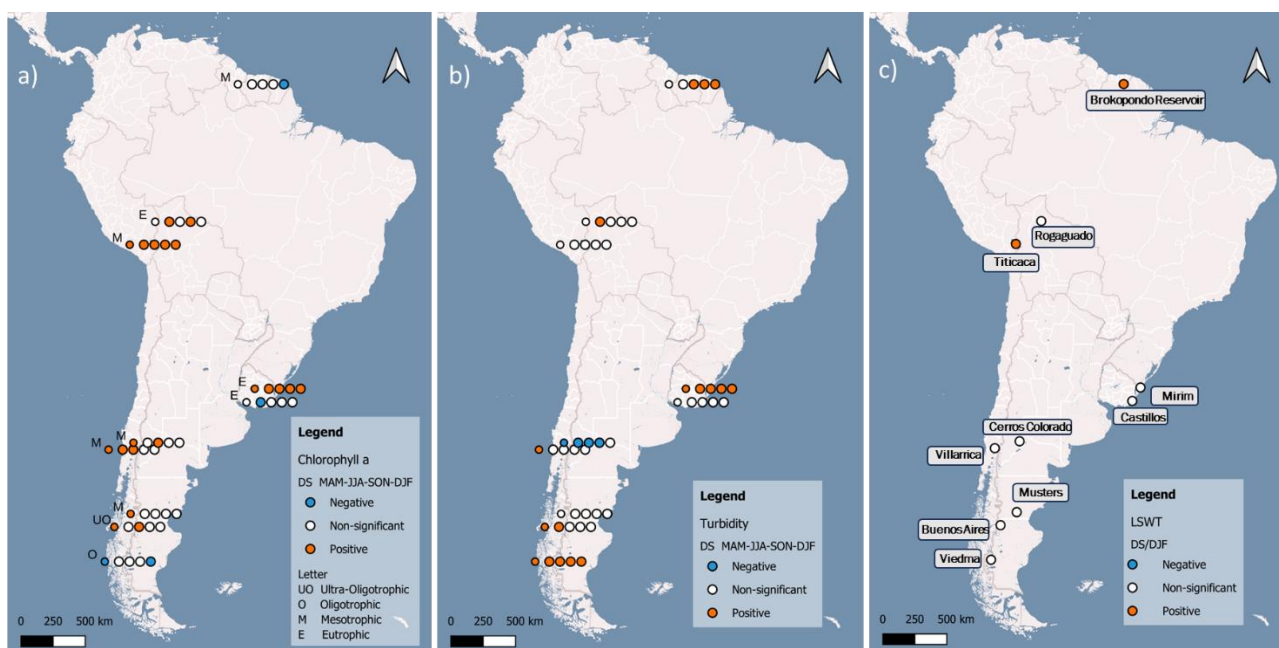 a)
M
E
M
E
E
M
M
M
UO
O
Legend
Chlorophyll a
DS MAM-JJA-SON-DJF
Negative
Non-significant
Positive
Letter
UO Ultra-Oligotrophic
O Oligotrophic
M Mesotrophic
E Eutrophic
0 250 500 km
b)
Legend
Turbidity
DS MAM-JJA-SON-DJF
Negative
Non-significant
Positive
0 250 500 km
c)
Brokopondo Reservoir
Rogaguado
Titicaca
Mirim
Castillos
Cerros Colorado
Villarrica
Musters
Buenos Aires
Viedma
Legend
LSWT
DS/DJF
Negative
Non-significant
Positive
0 250 500 km